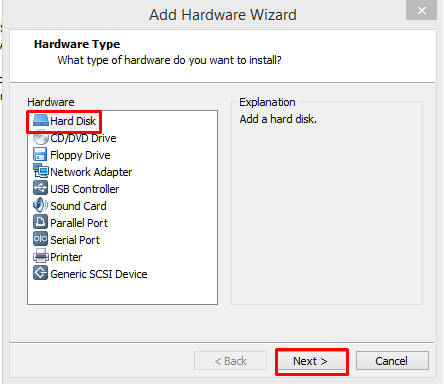 Add Hardware Wizard
Hardware Type
What type of hardware do you want to install?
Hardware
Hard Disk
CD/DVD Drive
Floppy Drive
Network Adapter
USB Controller
Sound Card
Parallel Port
Serial Port
Printer
Generic SCSI Device
Explanation
Add a hard disk.
< Back
Next >
Cancel